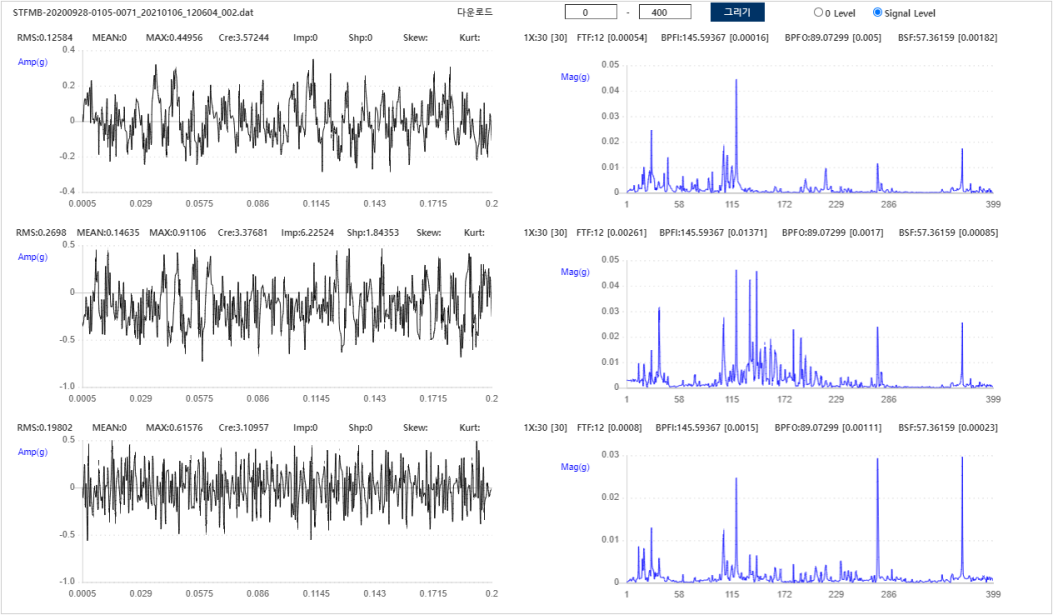 STFMB-20200928-0105-0071_20210106_120604_002.dat 다운로드 0 - 400 그리기 0 Level Signal Level
RMS:0.12584 MEAN:0 MAX:0.44956 Cre:3.57244 Imp:0 Shp:0 Skew: Kurt:
1X:30 [30] FTF:12 [0.00054] BPFI:145.59367 [0.00016] BPFO:89.07299 [0.005] BSF:57.36159 [0.00182]
Amp(g)
0.4
0.2
0
-0.2
-0.4
0.0005 0.029 0.0575 0.086 0.1145 0.143 0.1715 0.2
Mag(g)
0.05
0.04
0.03
0.02
0.01
0
1 58 115 172 229 286 399
RMS:0.2698 MEAN:0.14635 MAX:0.91106 Cre:3.37681 Imp:6.22524 Shp:1.84353 Skew: Kurt:
1X:30 [30] FTF:12 [0.00261] BPFI:145.59367 [0.01371] BPFO:89.07299 [0.0017] BSF:57.36159 [0.00085]
Amp(g)
0.5
0
-0.5
-1.0
0.0005 0.029 0.0575 0.086 0.1145 0.143 0.1715 0.2
Mag(g)
0.05
0.04
0.03
0.02
0.01
0
1 58 115 172 229 286 399
RMS:0.19802 MEAN:0 MAX:0.61576 Cre:3.10957 Imp:0 Shp:0 Skew: Kurt:
1X:30 [30] FTF:12 [0.0008] BPFI:145.59367 [0.0015] BPFO:89.07299 [0.00111] BSF:57.36159 [0.00023]
Amp(g)
0.5
0
-0.5
-1.0
0.0005 0.029 0.0575 0.086 0.1145 0.143 0.1715 0.2
Mag(g)
0.03
0.02
0.01
0
1 58 115 172 229 286 399